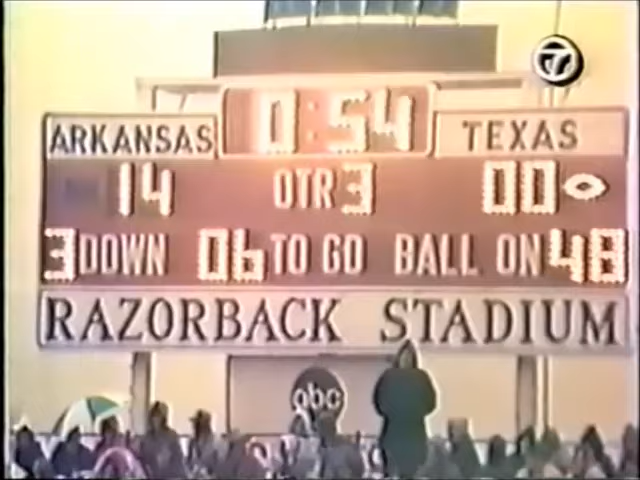 7
ARKANSAS 0:54 TEXAS
14 QTR 3 00
3 DOWN 06 TO GO BALL ON 48
RAZORBACK STADIUM
abc